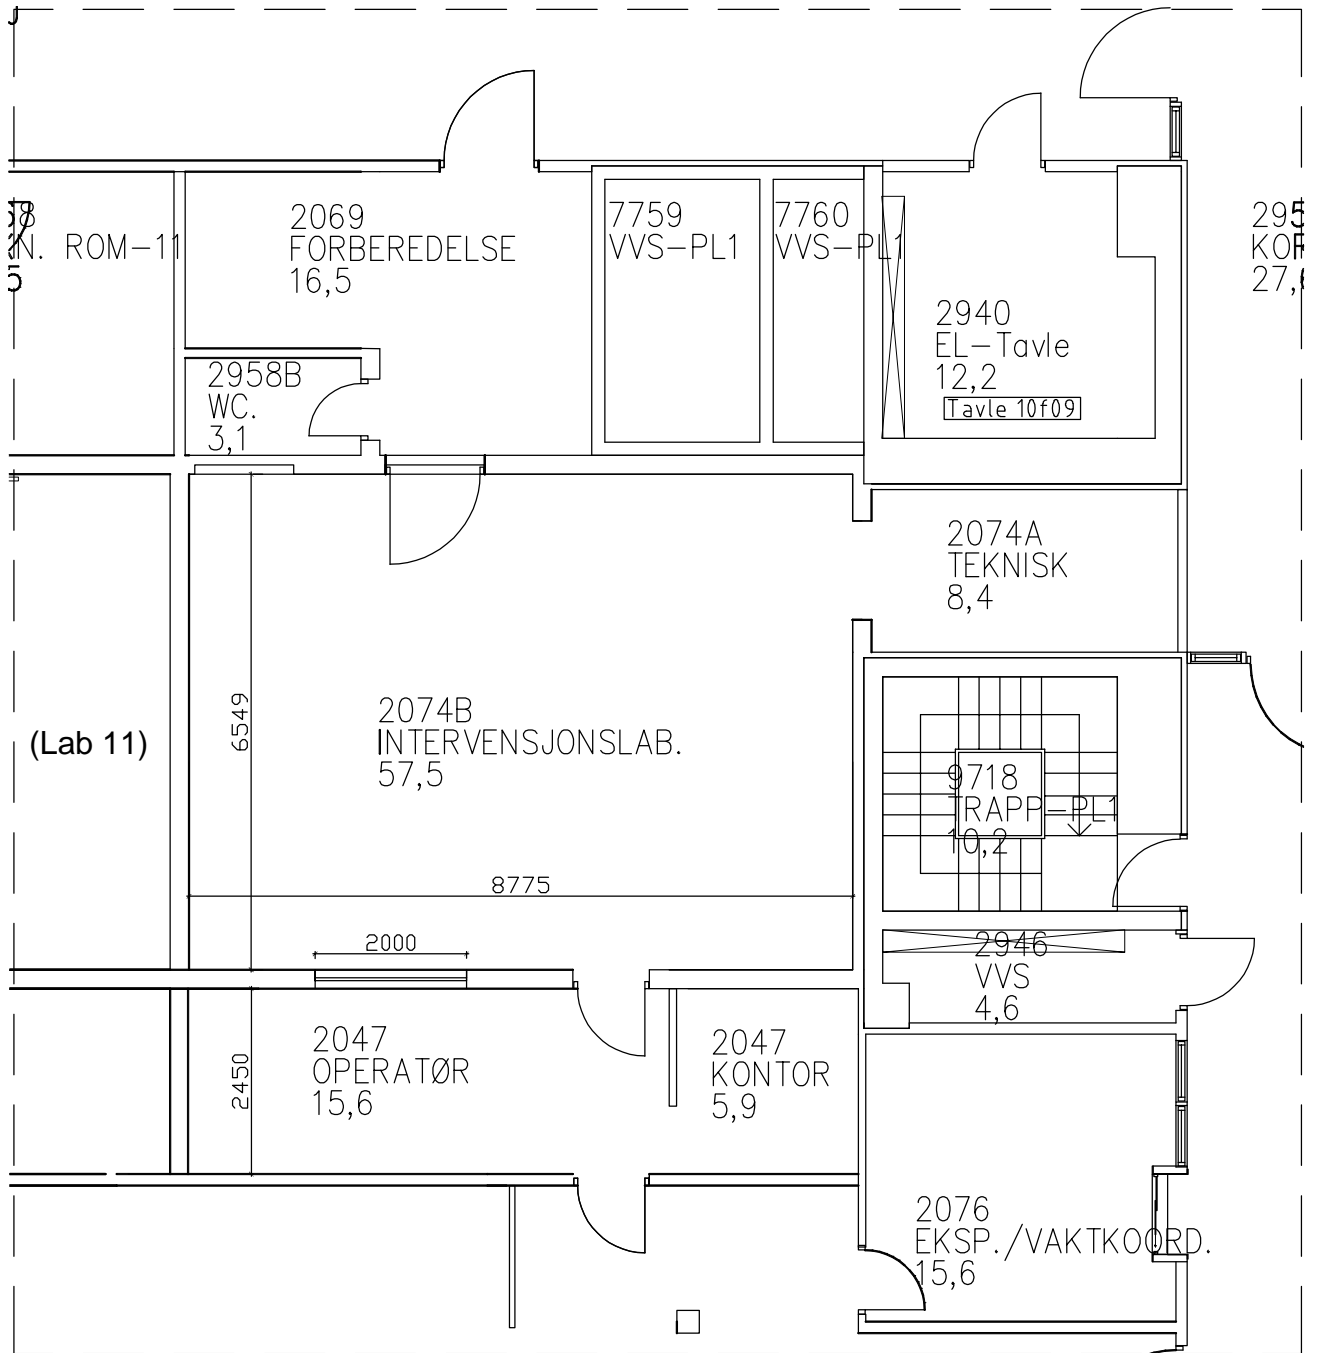 2069
FORBEREDELSE
16,5
7759
VVS-PL1
7760
VVS-PL1
ROM-11
2940
EL-Tavle
12,2
Tavle 10f09
2958B
WC.
3,1
2074A
TEKNISK
8,4
2074B
INTERVENSJONSLAB.
57,5
6549
(Lab 11)
9718
TRAPP-PL1
10,2
8775
2000
2946
VVS
4,6
2047
OPERATØR
15,6
2047
KONTOR
5,9
2450
2076
EKSP./VAKTKOORD.
15,6